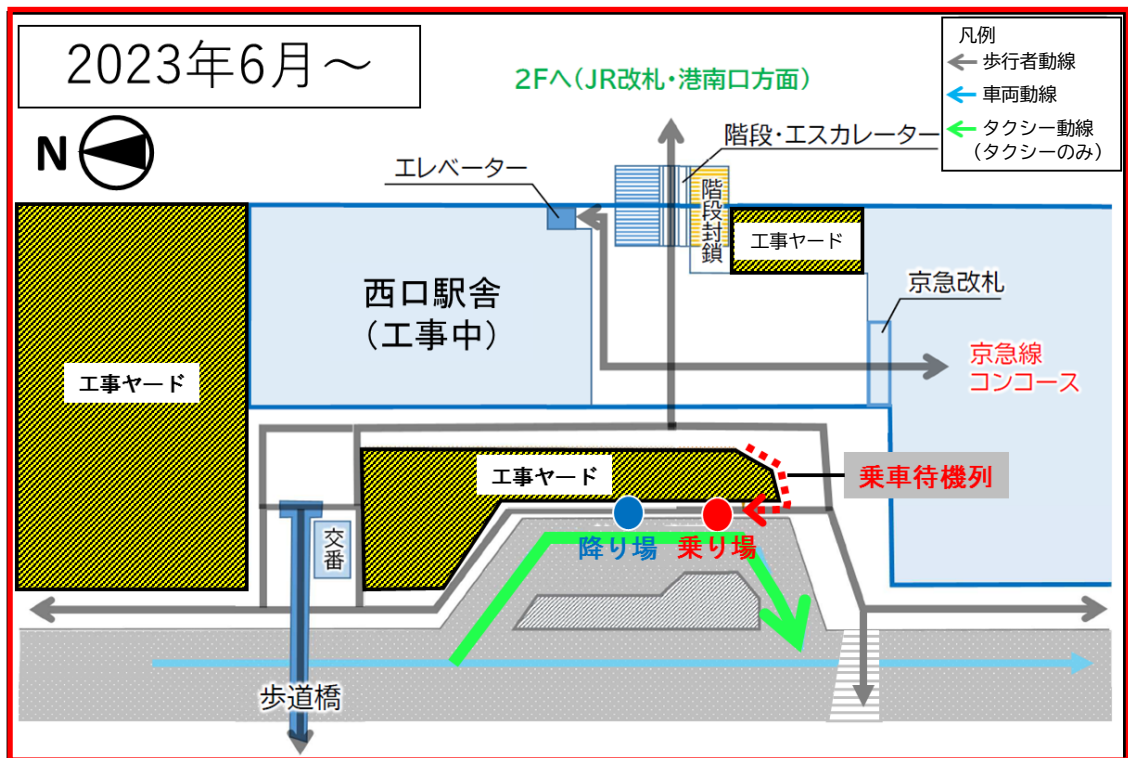 2023年6月～
凡例
歩行者動線
車両動線
タクシー動線
（タクシーのみ）
2Fへ（JR改札・港南口方面）
N
階段・エスカレーター
エレベーター
階段封鎖
工事ヤード
西口駅舎
（工事中）
京急改札
京急線
コンコース
工事ヤード
工事ヤード
乗車待機列
交番
降り場
乗り場
歩道橋